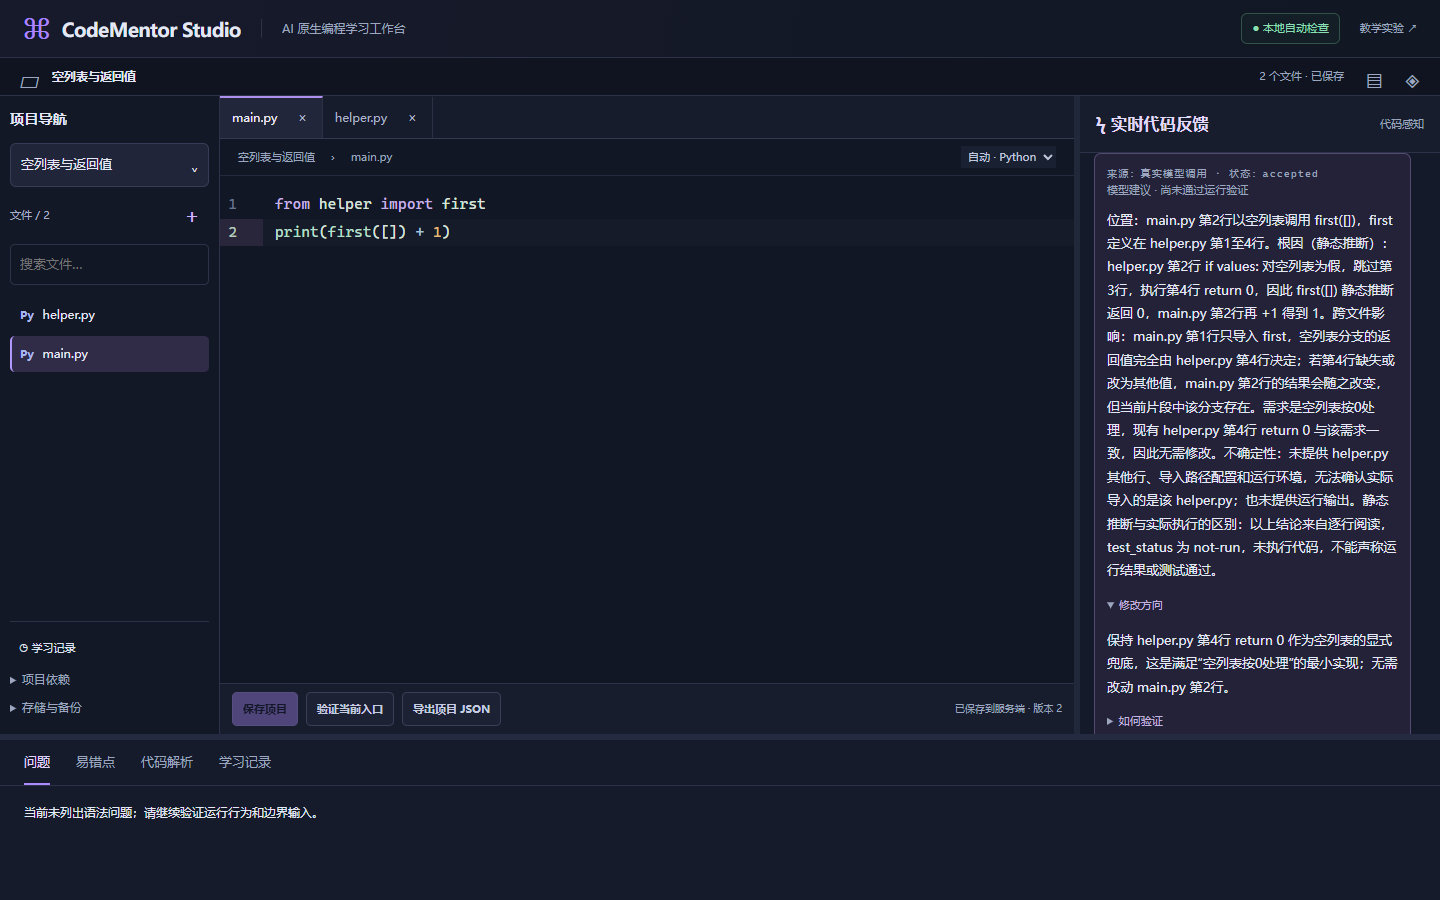 ⌘ CodeMentor Studio
AI 原生编程学习工作台
● 本地自动检查
教学实验 ↗
空列表与返回值
2 个文件 · 已保存
项目导航
空列表与返回值
文件 / 2
+
搜索文件...
Py helper.py
Py main.py
学习记录
▸ 项目依赖
▸ 存储与备份
main.py ×
helper.py ×
空列表与返回值 › main.py
自动 · Python
1 from helper import first
2 print(first([]) + 1)
保存项目
验证当前入口
导出项目 JSON
已保存到服务端 · 版本 2
实时代码反馈
代码感知
来源: 真实模型调用 · 状态: accepted
模型建议 · 尚未通过运行验证
位置：main.py 第2行以空列表调用 first([])，first
定义在 helper.py 第1至4行。根因（静态推断）：
helper.py 第2行 if values: 对空列表为假，跳过第
3行，执行第4行 return 0，因此 first([]) 静态推断
返回 0，main.py 第2行再 +1 得到 1。跨文件影
响：main.py 第1行只导入 first，空列表分支的返
回值完全由 helper.py 第4行决定；若第4行缺失或
改为其他值，main.py 第2行的结果会随之改变，
但当前片段中该分支存在。需求是空列表按0处
理，现有 helper.py 第4行 return 0 与该需求一
致，因此无需修改。不确定性：未提供 helper.py
其他行、导入路径配置和运行环境，无法确认实际
导入的是该 helper.py；也未提供运行输出。静态
推断与实际执行的区别：以上结论来自逐行阅读，
test_status 为 not-run，未执行代码，不能声称运
行结果或测试通过。
▾ 修改方向
保持 helper.py 第4行 return 0 作为空列表的显式
兜底，这是满足“空列表按0处理”的最小实现；无需
改动 main.py 第2行。
▸ 如何验证
问题
易错点
代码解析
学习记录
当前未列出语法问题；请继续验证运行行为和边界输入。